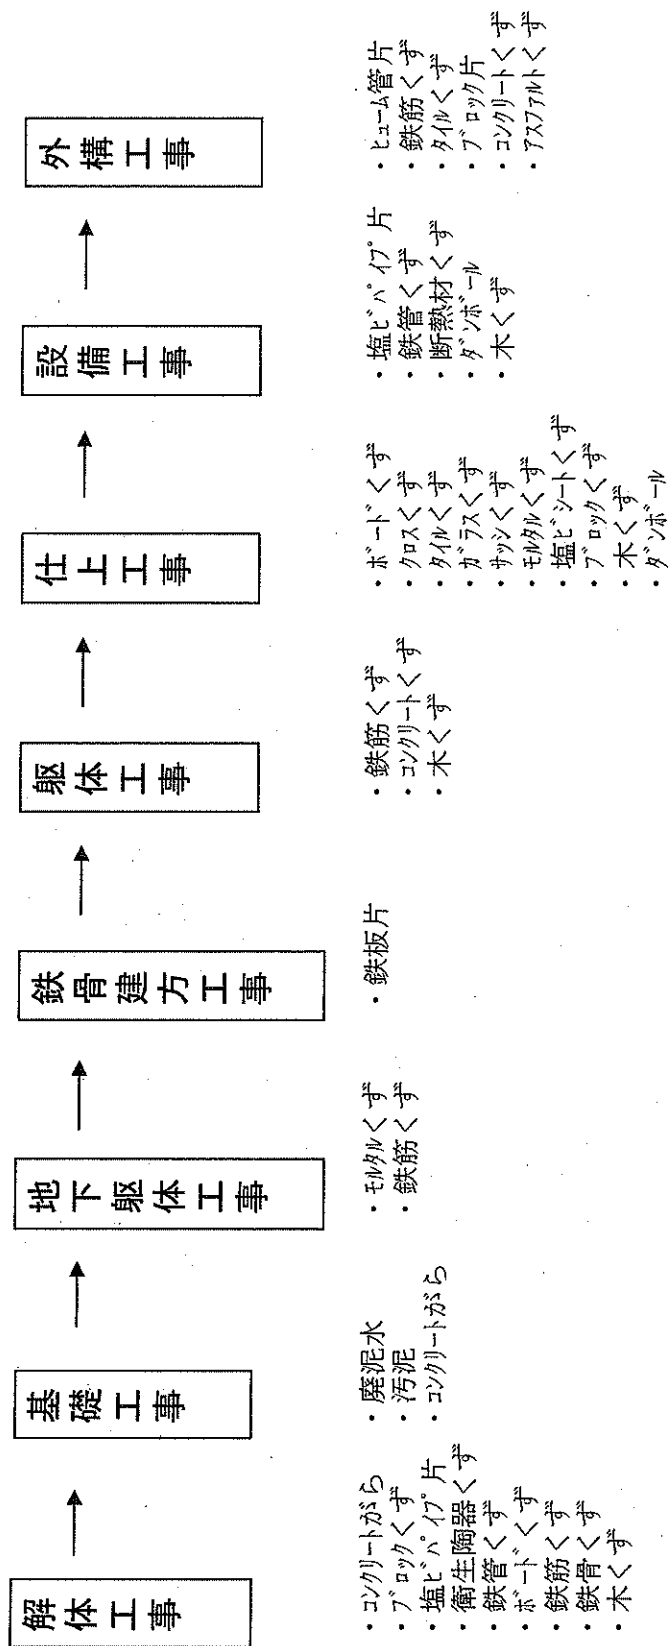 解体工事
・コンクリートがら
・ブロックくず
・塩ビパイプ片
・衛生陶器くず
・鉄管くず
・ボードくず
・鉄筋くず
・鉄骨くず
・木くず
基礎工事
・廃泥水
・汚泥
・コンクリートがら
地下躯体工事
・モルタルくず
・鉄筋くず
鉄骨建方工事
・鉄板片
躯体工事
・鉄筋くず
・コンクリートくず
・木くず
仕上工事
・ボードくず
・クロスくず
・タイルくず
・ガラスくず
・サッシくず
・モルタルくず
・塩ビシートくず
・ブロックくず
・木くず
・ダンボール
設備工事
・塩ビパイプ片
・鉄管くず
・断熱材くず
・ダンボール
・木くず
外構工事
・ヒューム管片
・鉄筋くず
・タイルくず
・ブロック片
・コンクリートくず
・アスファルトくず